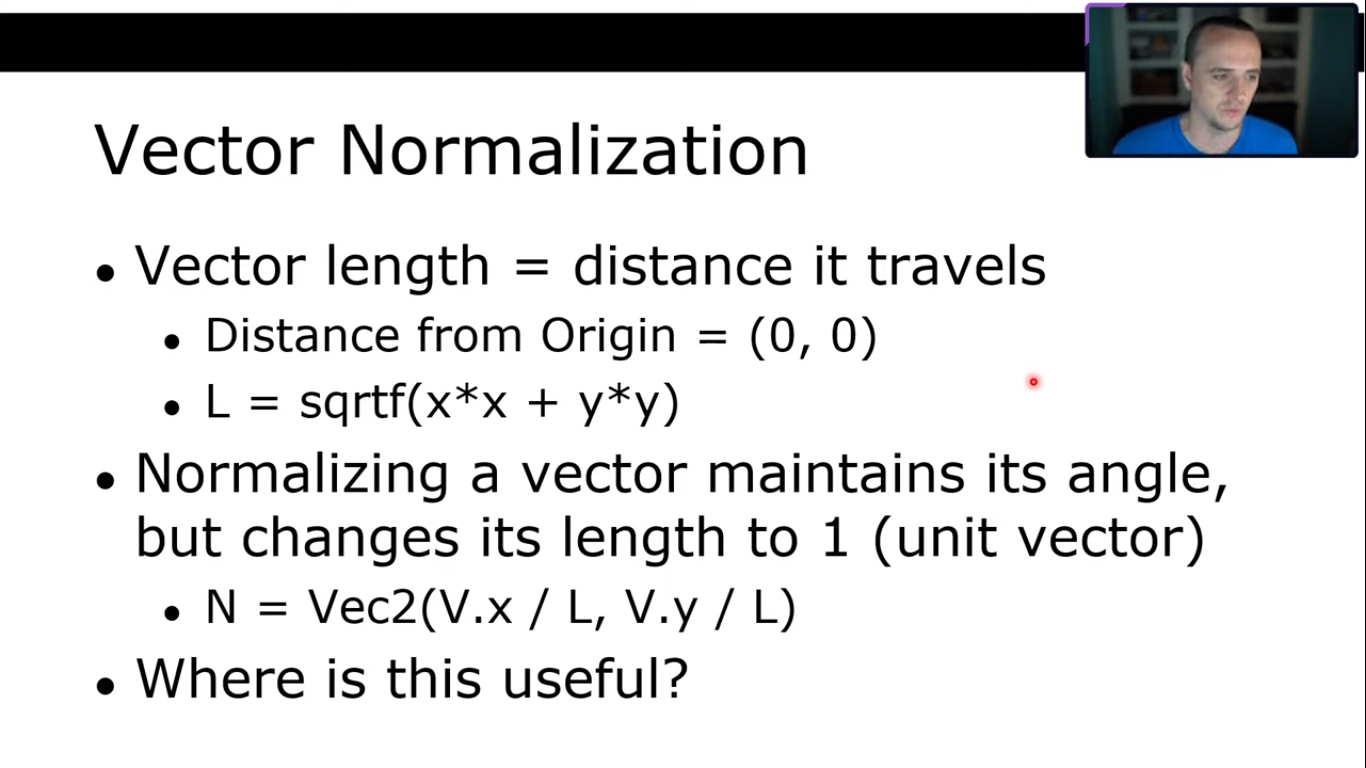 Vector Normalization
• Vector length = distance it travels
• Distance from Origin = (0, 0)
• L = sqrtf(x*x + y*y)
• Normalizing a vector maintains its angle,
but changes its length to 1 (unit vector)
• N = Vec2(V.x / L, V.y / L)
• Where is this useful?